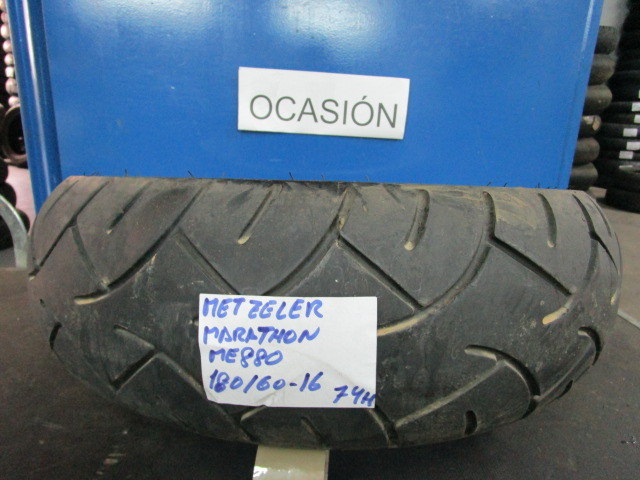 OCASIÓN
METZELER
MARATHON
ME880
180/60-16
74H